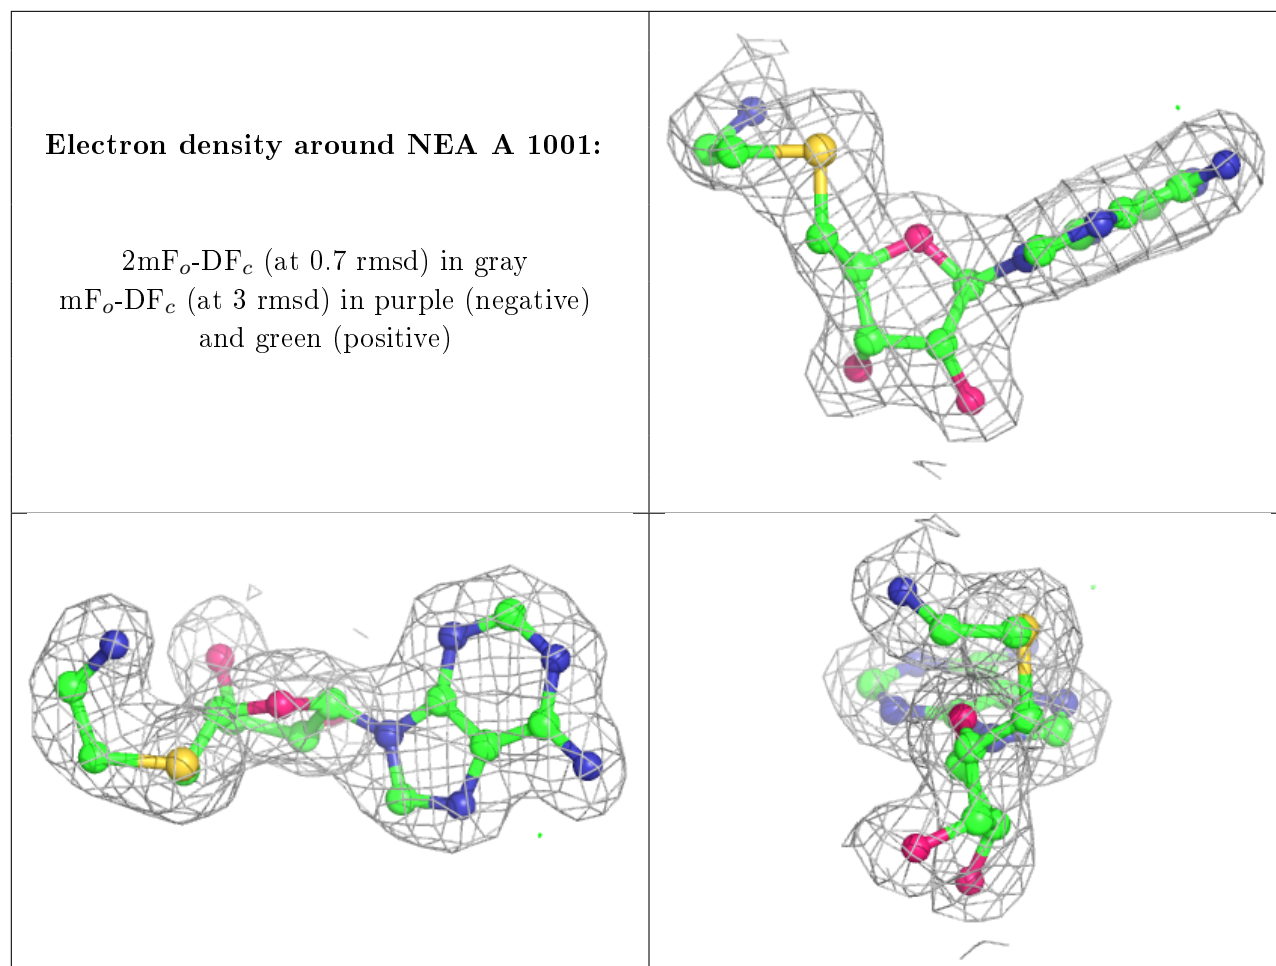 Electron density around NEA A 1001:
2mFo-DFc (at 0.7 rmsd) in gray
mFo-DFc (at 3 rmsd) in purple (negative)
and green (positive)